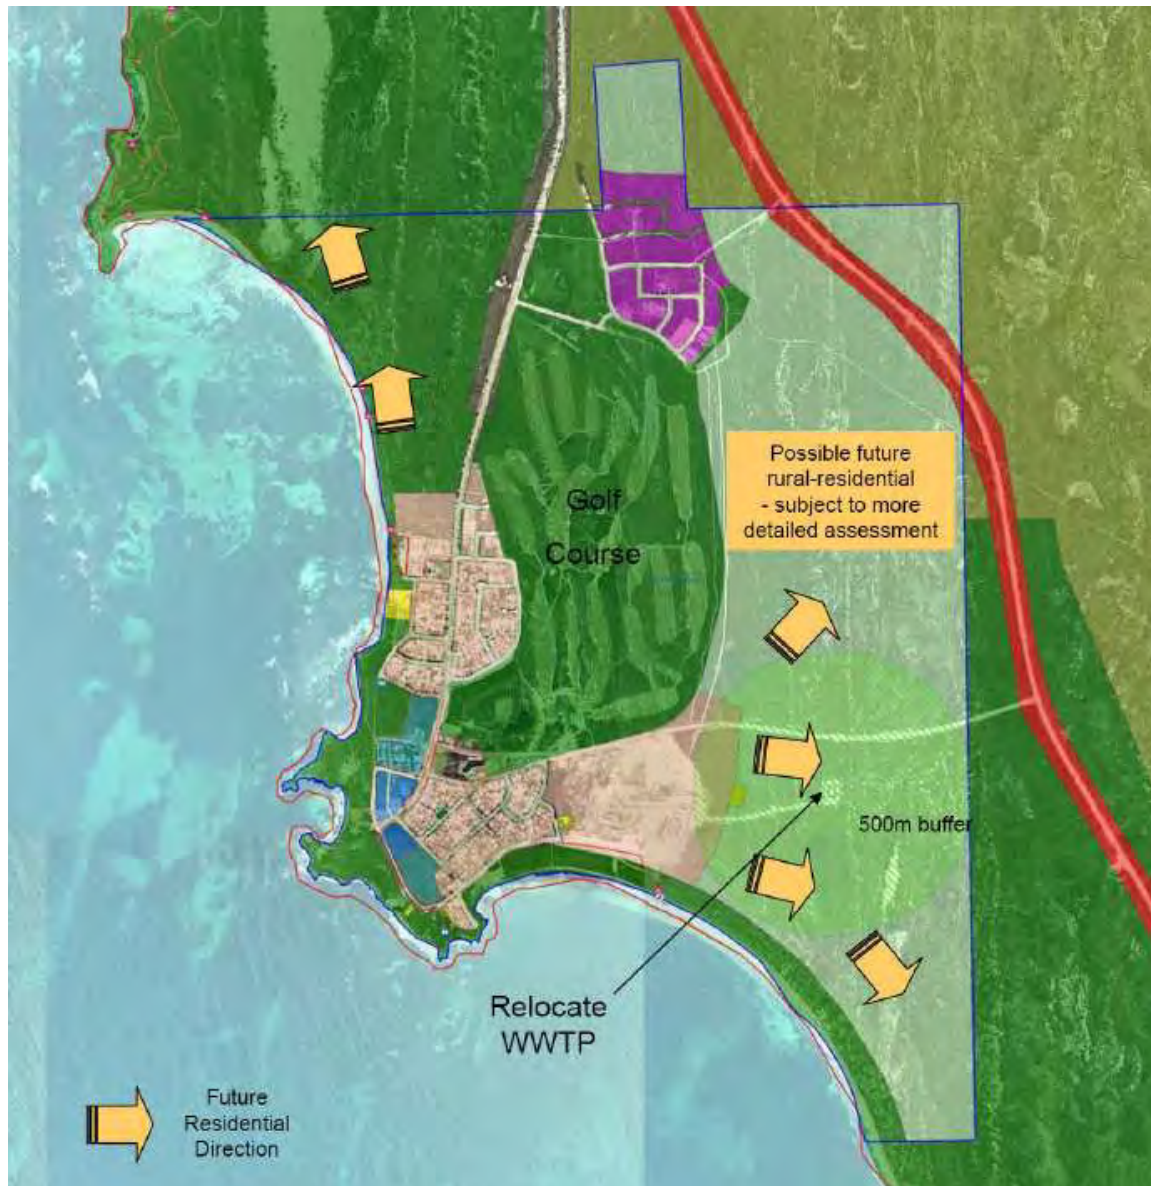 Possible future
rural-residential
- subject to more
detailed assessment
Golf
Course
500m buffer
Relocate
WWTP
Future
Residential
Direction